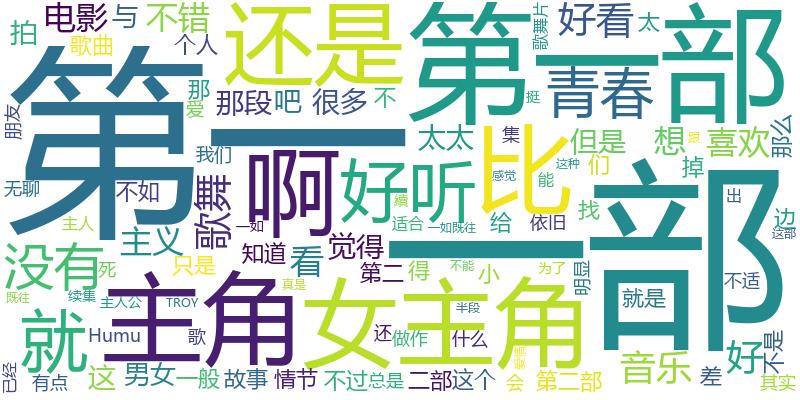 电影
与
不错
还是
第一部
好看
太
歌舞片
拍
歌曲
个人
第一部
那
爱
那段
吧
很多
不
挺
青春
朋友
我们
啊
太太
集
比
但是
想
喜欢
那么
跟
无聊
不如
歌舞
好听
感觉
这种
们
掉
能
主人
一如
续
适合
一如既往
给
依旧
找
出
边
这部
没有
主义
知道
觉得
看
死
只是
第二
得
小
不能
为了
明显
不适
既往
续集
主人公
TROY
真是
主角
女主角
半段
就是
就
Humu
歌
还
做作
什么
爱情
音乐
好
不是
已经
有点
这
男女
一般
故事
情节
不过
总是
二部
这个
会
第二部
差
其实